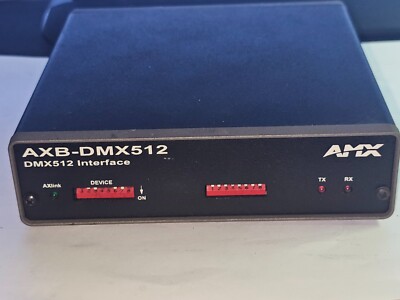 AXB-DMX512
DMX512 Interface
AMX
AXlink
DEVICE
ON
TX
RX